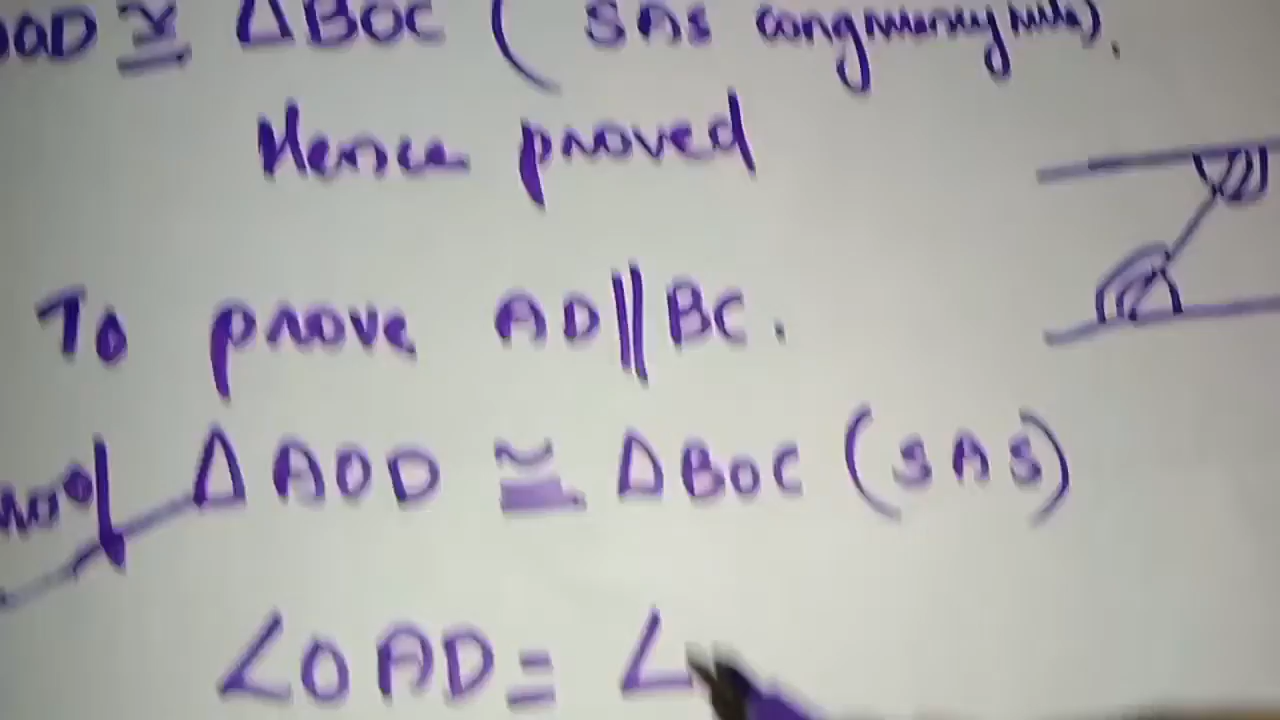 ≅ ΔBOC ( SAS congruency rule).
Hence proved
To prove AD||BC.
ΔAOD ≅ ΔBOC (SAS)
∠OAD = ∠